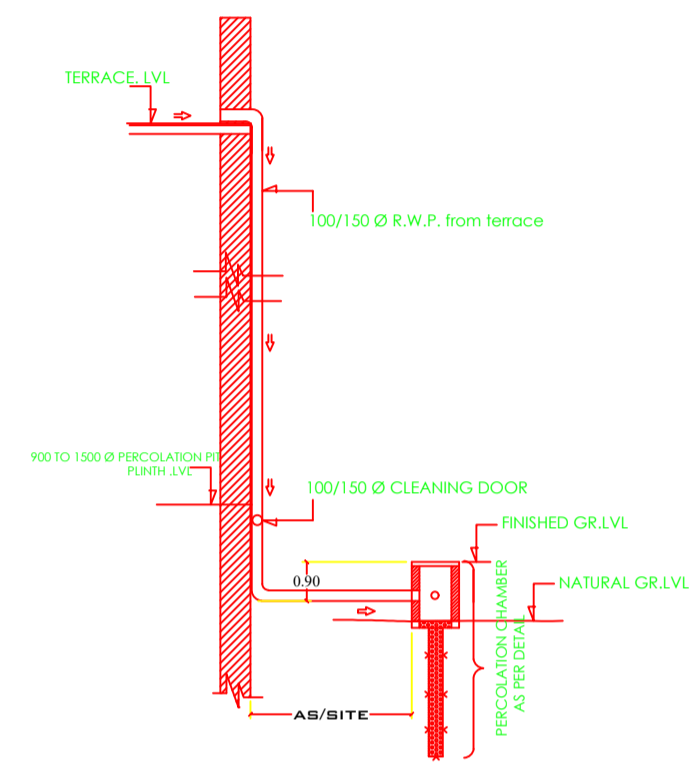 TERRACE. LVL
100/150 Ø R.W.P. from terrace
900 TO 1500 Ø PERCOLATION PIT
PLINTH .LVL
100/150 Ø CLEANING DOOR
FINISHED GR.LVL
0.90
NATURAL GR.LVL
PERCOLATION CHAMBER
AS PER DETAIL
AS/SITE